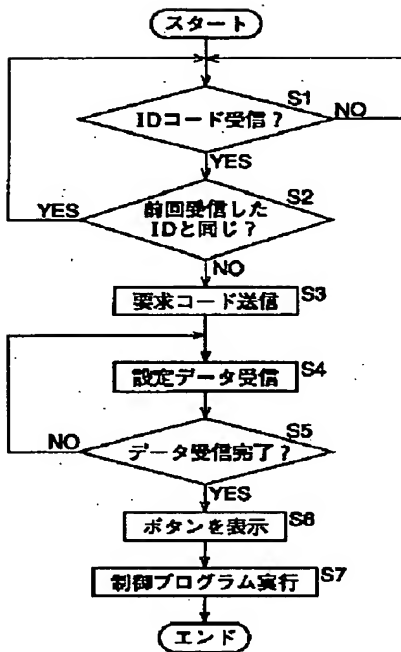 スタート
S1
IDコード受信？
NO
YES
S2
前回受信した
IDと同じ？
YES
NO
要求コード送信
S3
設定データ受信
S4
S5
データ受信完了？
NO
YES
ボタンを表示
S6
制御プログラム実行
S7
エンド